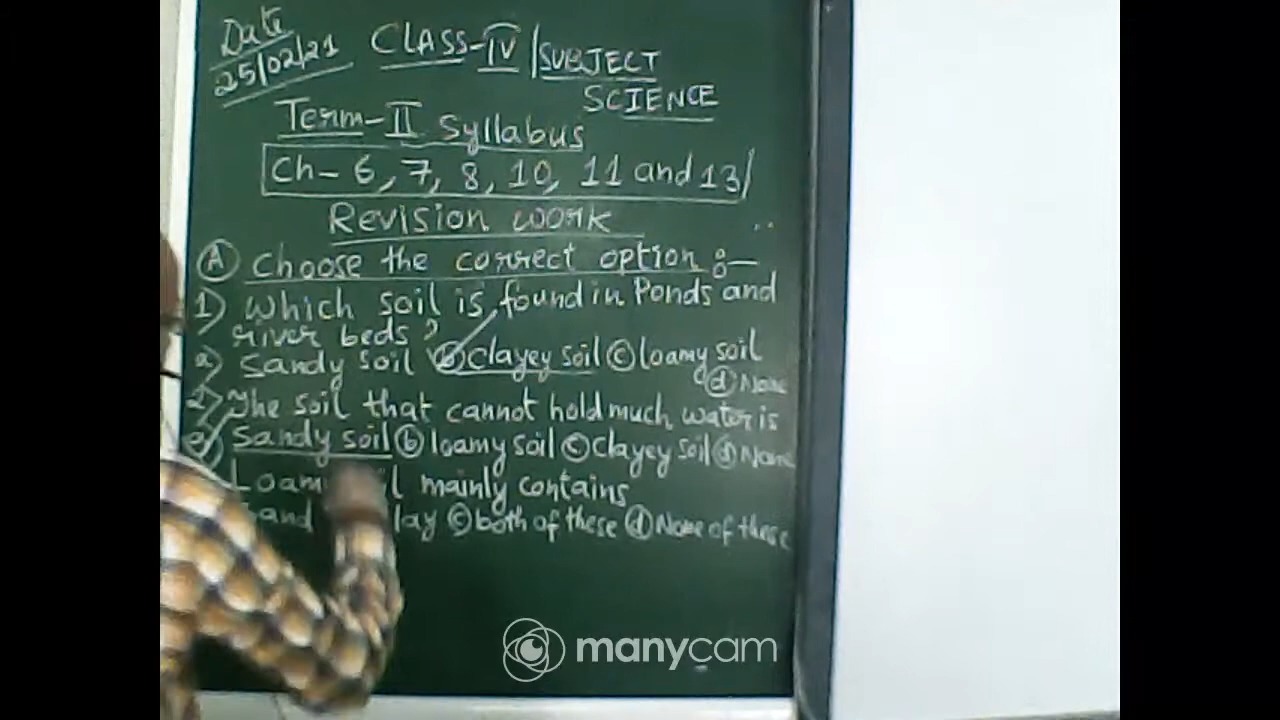 Date
25/02/21
CLASS-IV / SUBJECT
SCIENCE
Term-II Syllabus
Ch- 6, 7, 8, 10, 11 and 13/
Revision work
(A) Choose the correct option :-
1) Which soil is found in Ponds and
river beds?
a) Sandy soil (b) Clayey soil (c) loamy soil
(d) None
2) The soil that cannot hold much water is
a) Sandy soil (b) loamy soil (c) Clayey soil (d) None
mainly contains
(c) both of these (d) None of these
manycam